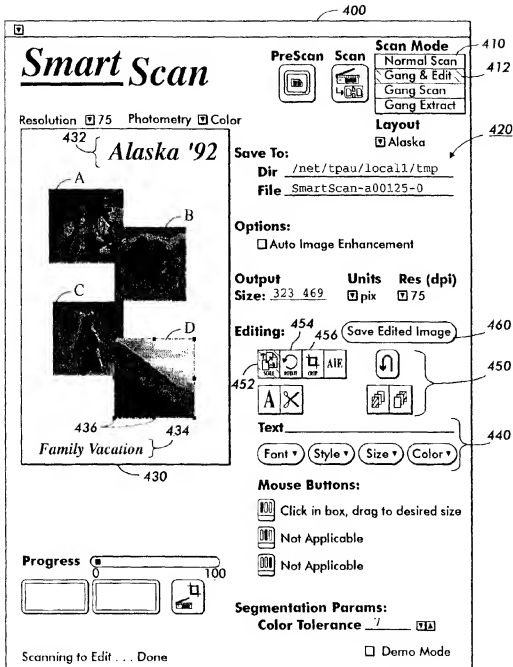 400
Smart Scan
PreScan Scan
Scan Mode
Normal Scan 410
Gang & Edit 412
Gang Scan
Gang Extract
Resolution 75 Photometry Color
Layout
Alaska
420
432 Alaska '92
Save To:
Dir /net/tpau/local1/tmp
File SmartScan-a00125-0
A
B
C
D
Options:
Auto Image Enhancement
Output Size: 323 469
Units pix
Res (dpi) 75
Editing: 454 456 Save Edited Image 460
452 SCALE ROTATE CROP AIE 450
A
436 434
Family Vacation
430
Text 440
Font Style Size Color
Mouse Buttons:
Click in box, drag to desired size
Not Applicable
Not Applicable
Progress
0 100
Segmentation Params:
Color Tolerance 7
Demo Mode
Scanning to Edit . . . Done